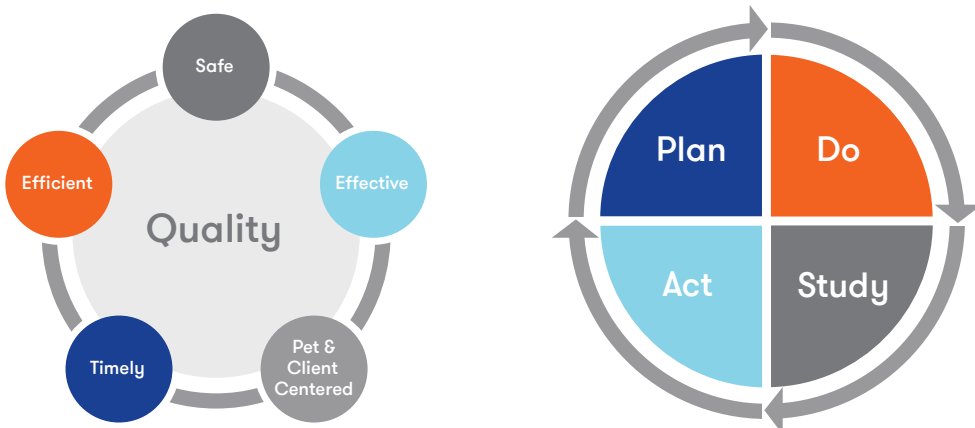 Safe
Efficient
Effective
Quality
Timely
Pet &
Client
Centered
Plan
Do
Act
Study